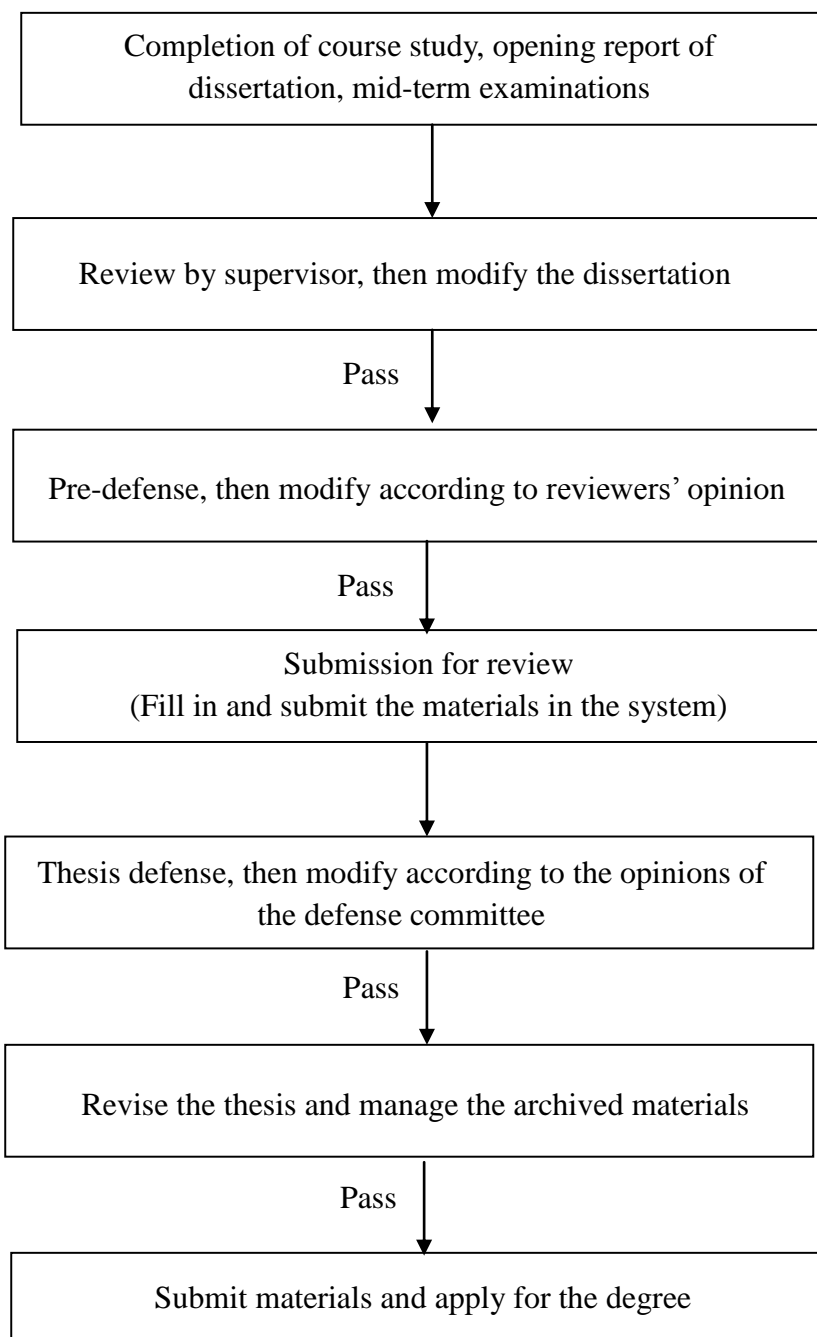 Completion of course study, opening report of
dissertation, mid-term examinations
Review by supervisor, then modify the dissertation
Pass
Pre-defense, then modify according to reviewers’ opinion
Pass
Submission for review
(Fill in and submit the materials in the system)
Thesis defense, then modify according to the opinions of
the defense committee
Pass
Revise the thesis and manage the archived materials
Pass
Submit materials and apply for the degree